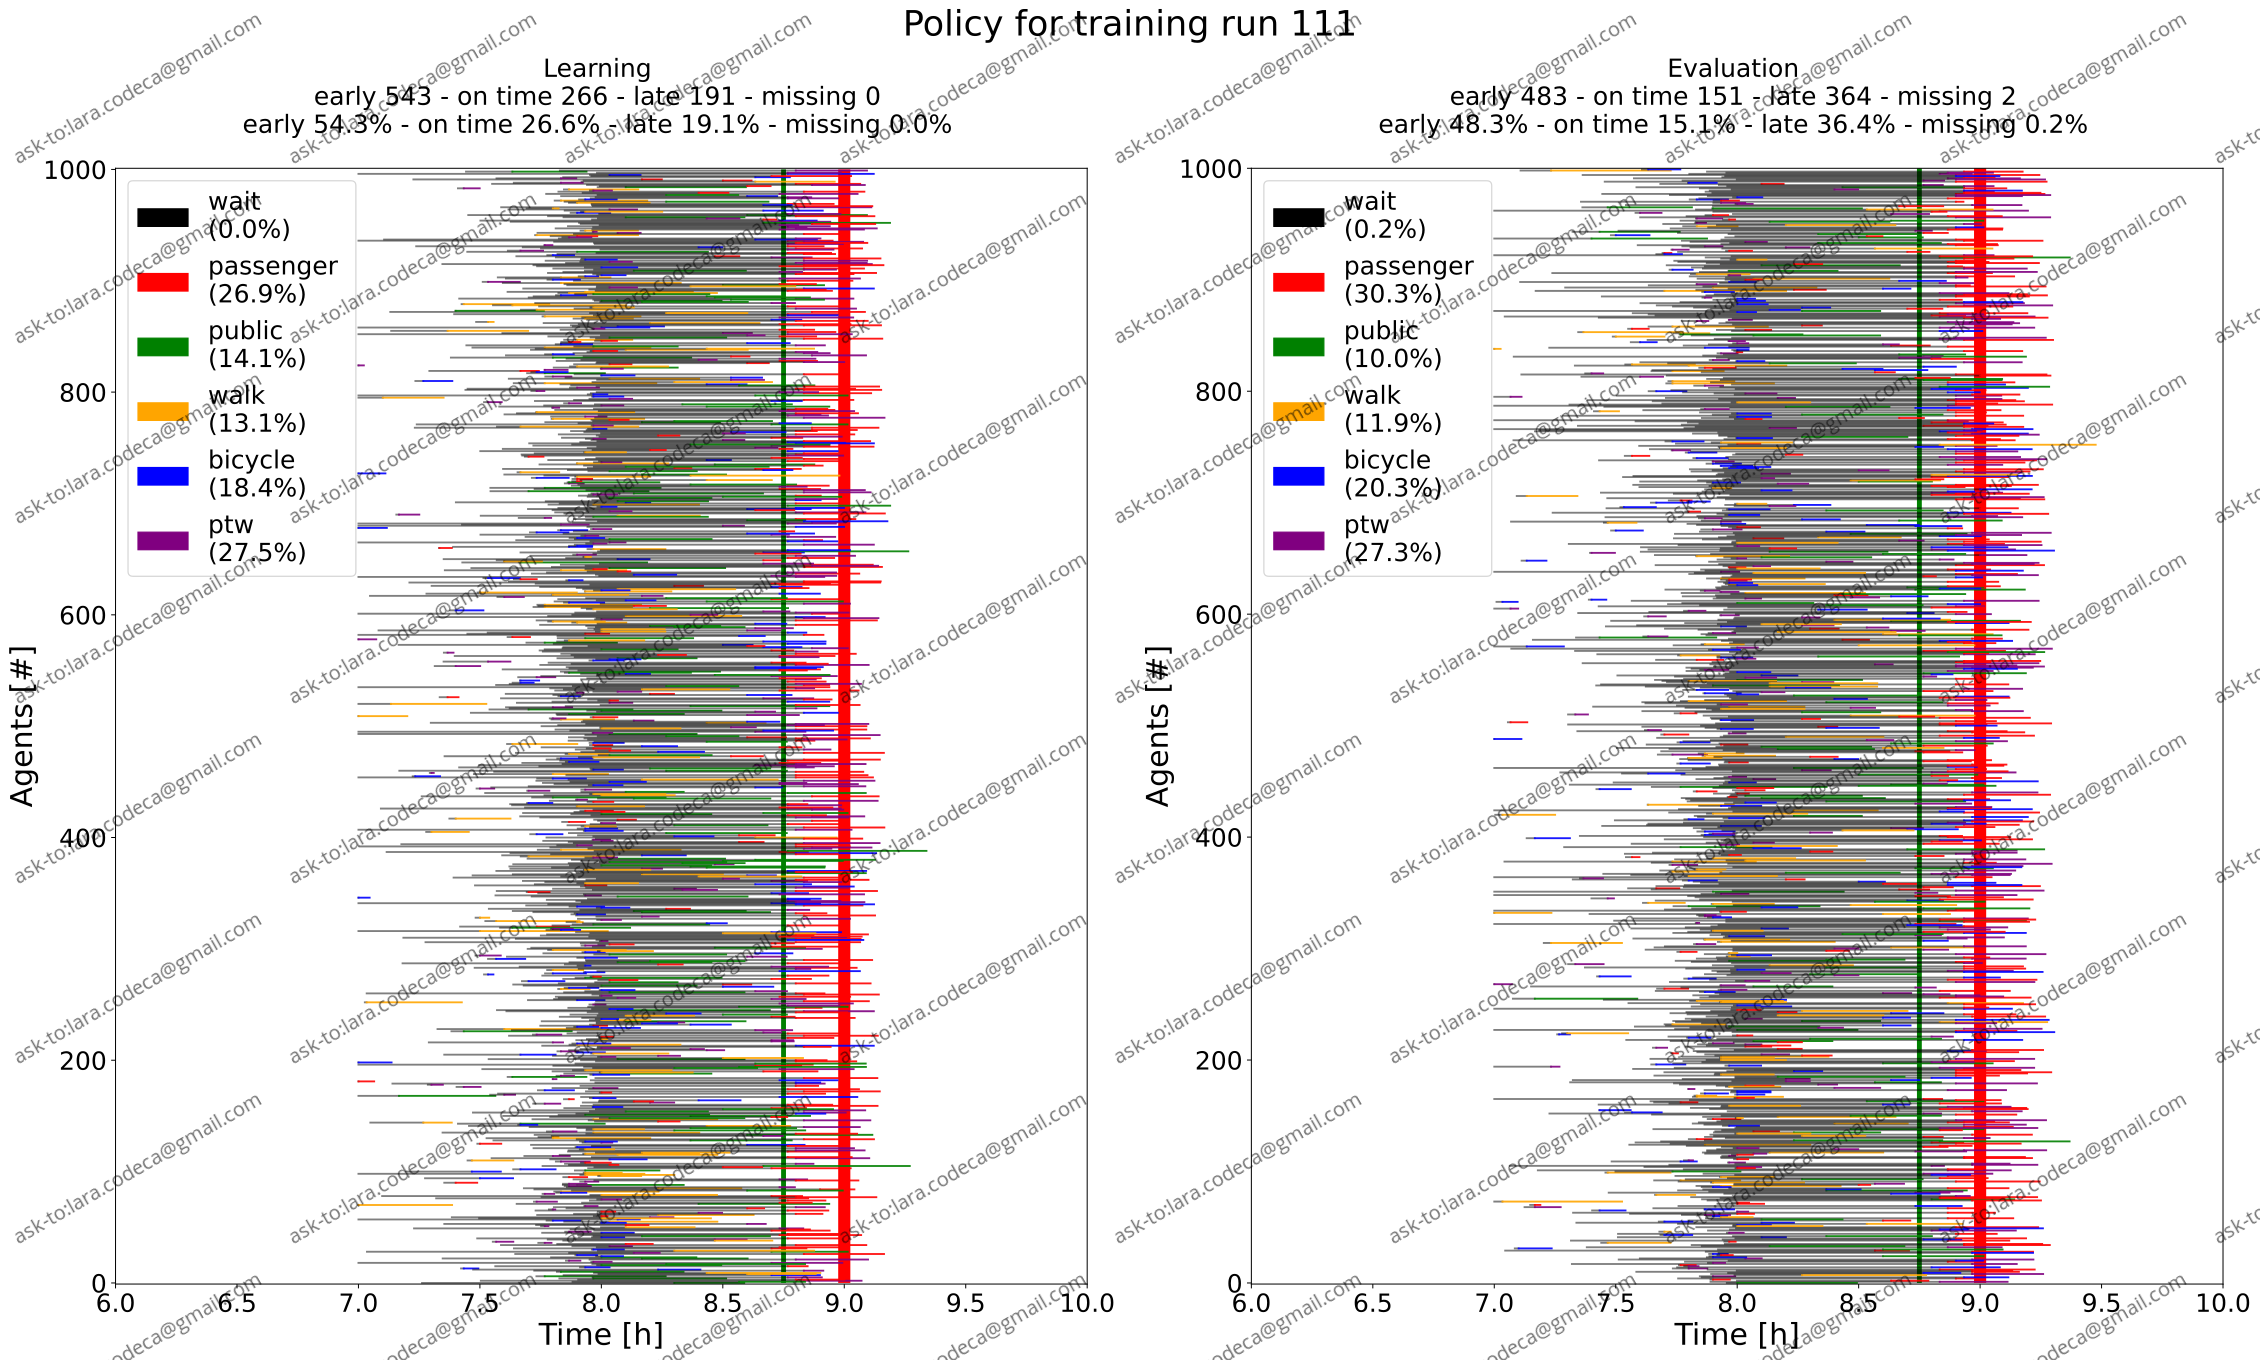 Policy for training run 111
Learning
early 543 - on time 266 - late 191 - missing 0
early 54.3% - on time 26.6% - late 19.1% - missing 0.0%
Evaluation
early 483 - on time 151 - late 364 - missing 2
early 48.3% - on time 15.1% - late 36.4% - missing 0.2%
Agents [#]
1000
800
600
400
200
0
wait
(0.0%)
passenger
(26.9%)
public
(14.1%)
walk
(13.1%)
bicycle
(18.4%)
ptw
(27.5%)
6.0 6.5 7.0 7.5 8.0 8.5 9.0 9.5 10.0
Time [h]
Agents [#]
1000
800
600
400
200
0
wait
(0.2%)
passenger
(30.3%)
public
(10.0%)
walk
(11.9%)
bicycle
(20.3%)
ptw
(27.3%)
6.0 6.5 7.0 7.5 8.0 8.5 9.0 9.5 10.0
Time [h]
ask-to:lara.codeca@gmail.com